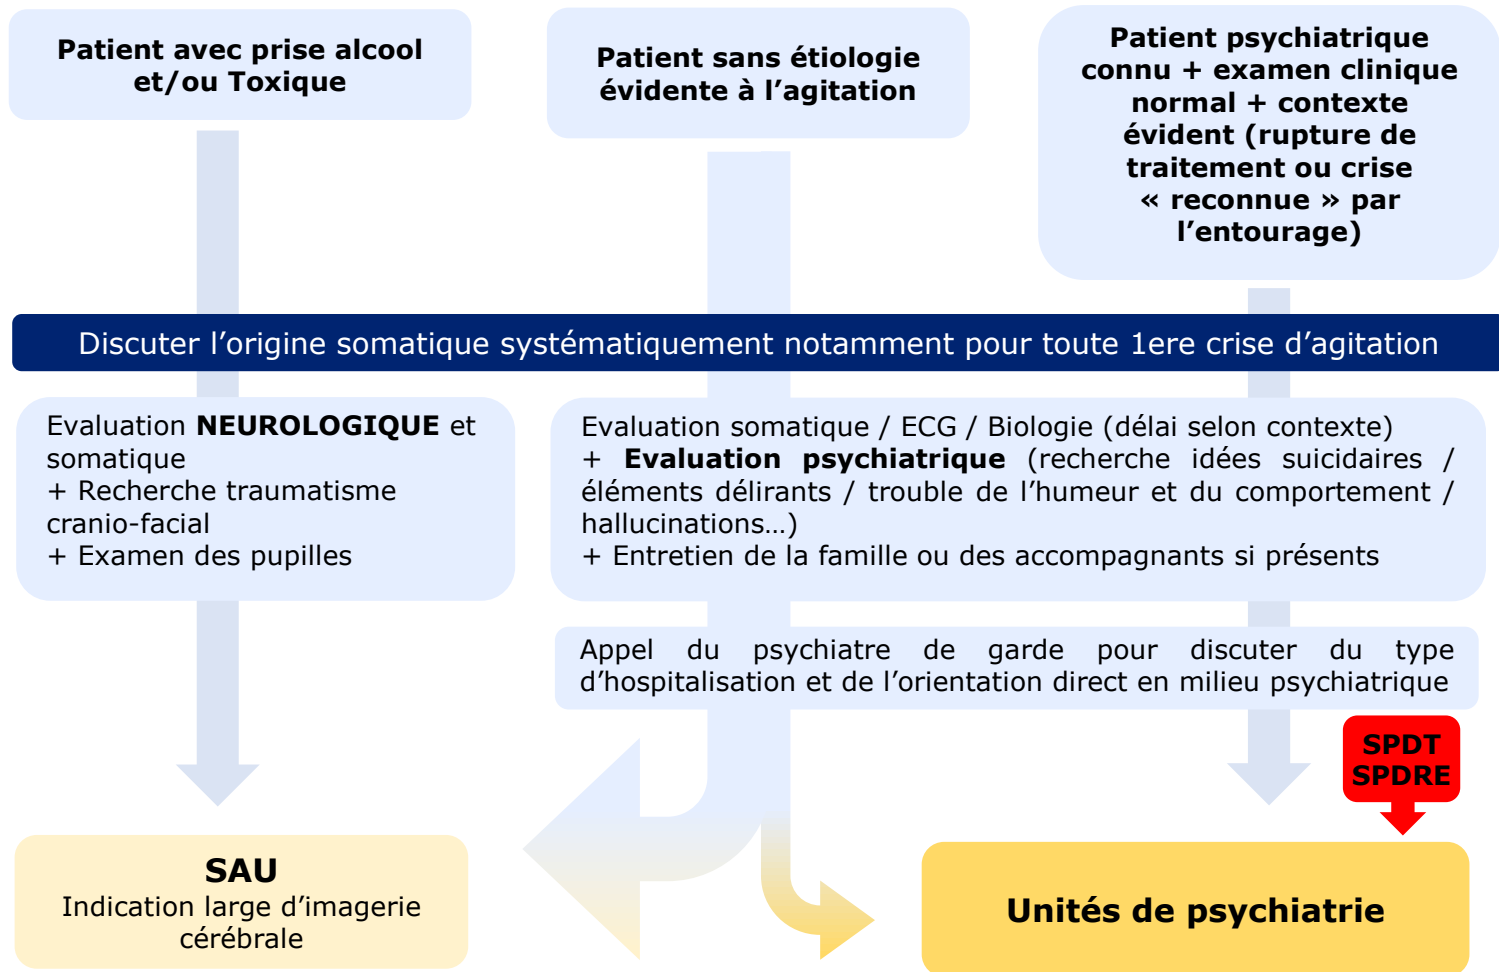 Patient avec prise alcool
et/ou Toxique
Patient sans étiologie
évidente à l'agitation
Patient psychiatrique
connu + examen clinique
normal + contexte
évident (rupture de
traitement ou crise
« reconnue » par
l'entourage)
Discuter l'origine somatique systématiquement notamment pour toute 1ere crise d'agitation
Evaluation NEUROLOGIQUE et
somatique
+ Recherche traumatisme
cranio-facial
+ Examen des pupilles
Evaluation somatique / ECG / Biologie (délai selon contexte)
+ Evaluation psychiatrique (recherche idées suicidaires /
éléments délirants / trouble de l'humeur et du comportement /
hallucinations…)
+ Entretien de la famille ou des accompagnants si présents
Appel du psychiatre de garde pour discuter du type
d'hospitalisation et de l'orientation direct en milieu psychiatrique
SPDT
SPDRE
SAU
Indication large d'imagerie
cérébrale
Unités de psychiatrie